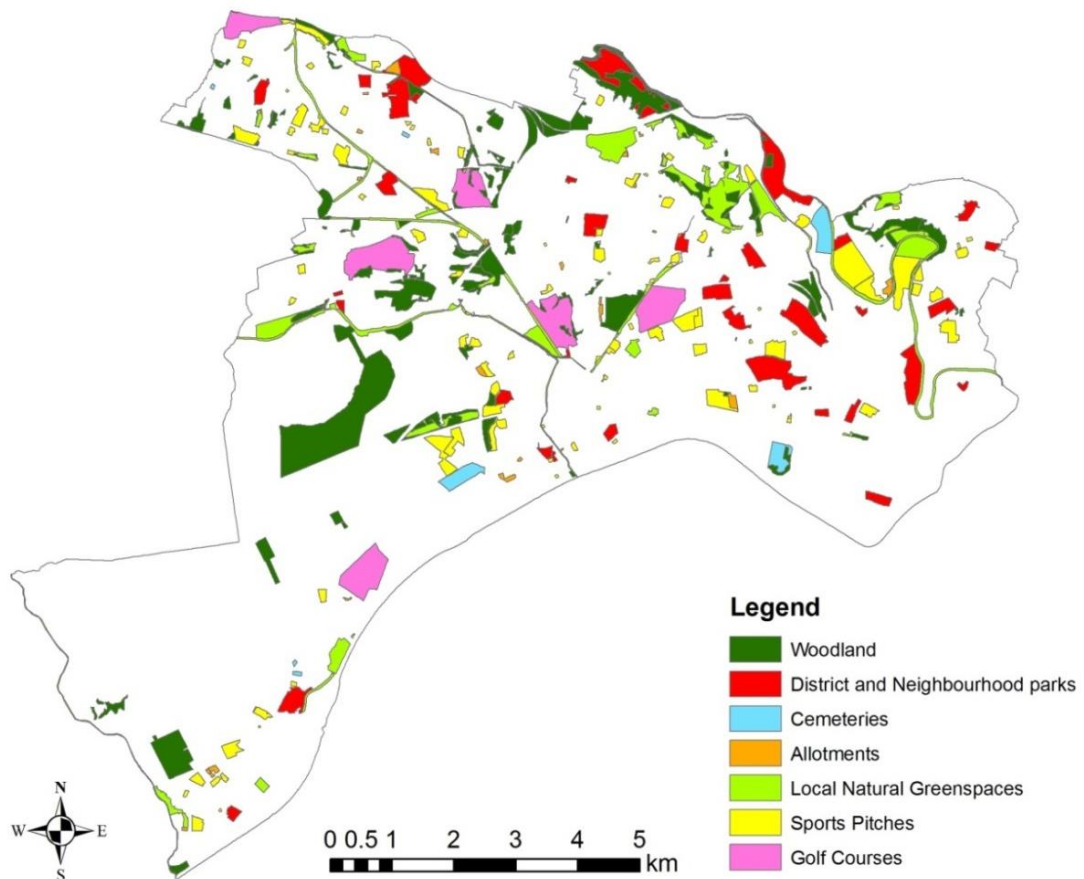 Legend
Woodland
District and Neighbourhood parks
Cemeteries
Allotments
Local Natural Greenspaces
Sports Pitches
Golf Courses
N
W E
S
0 0.5 1 2 3 4 5
km